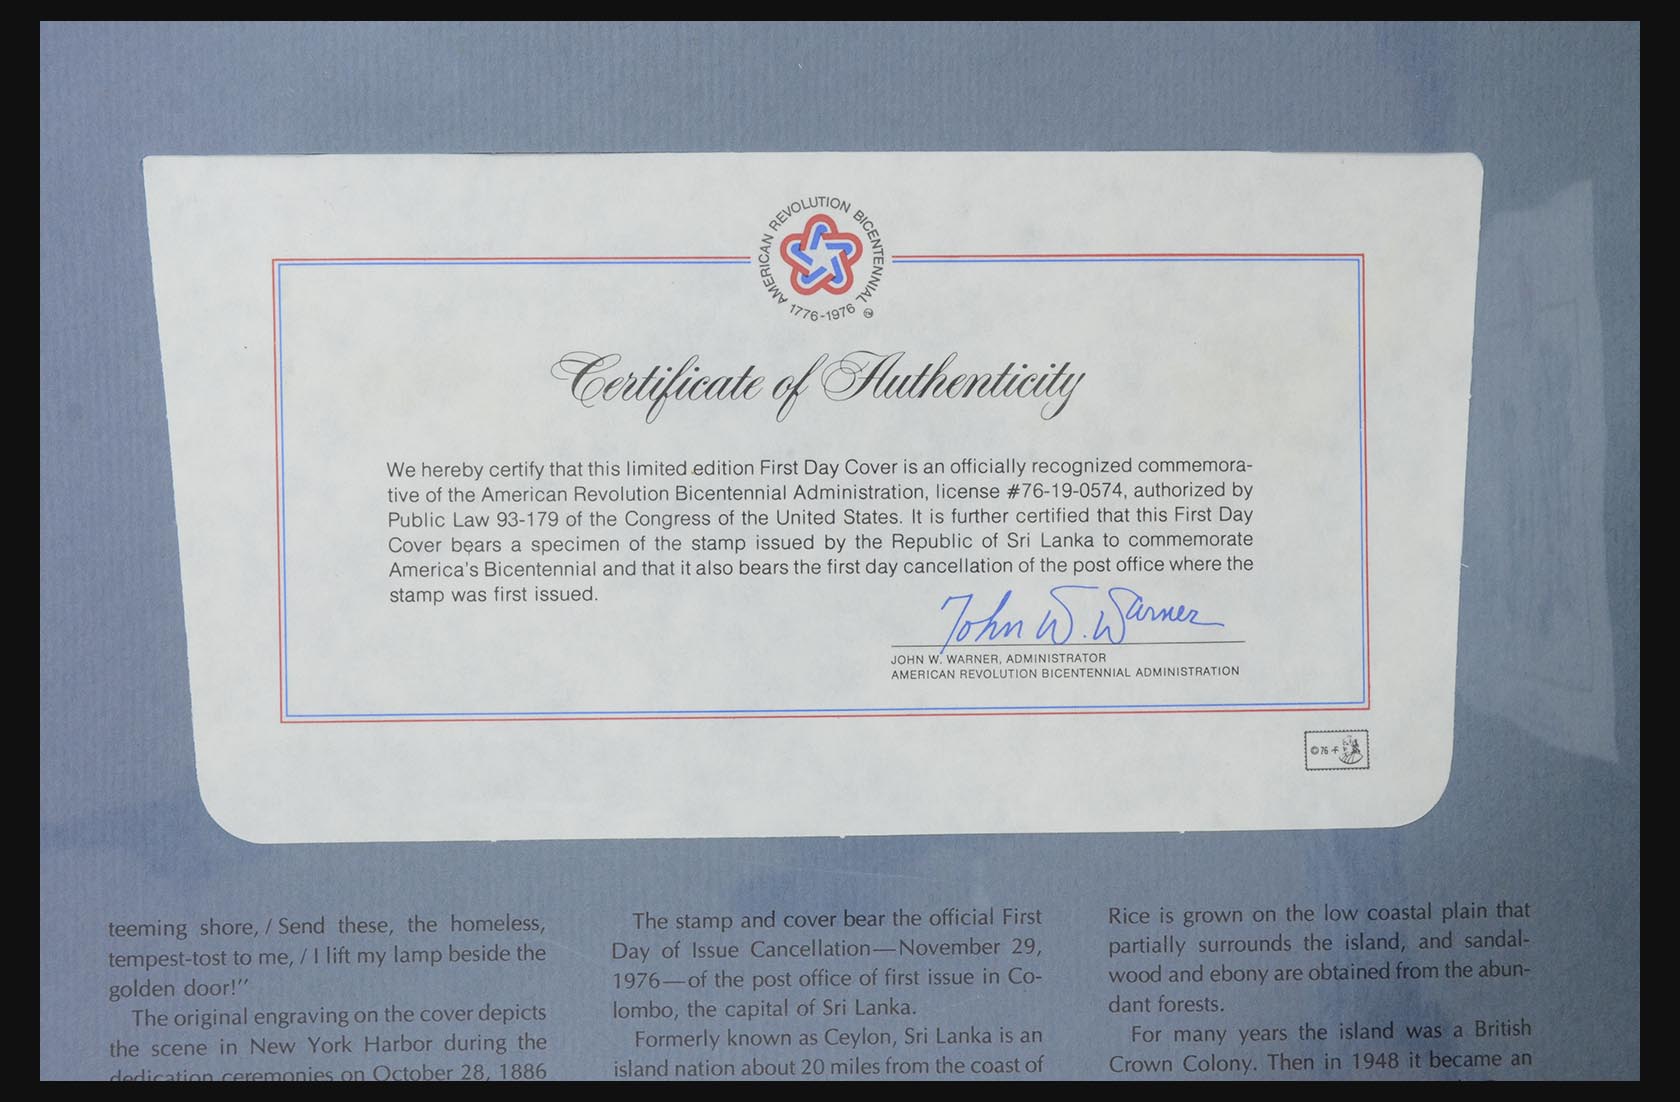 AMERICAN REVOLUTION BICENTENNIAL
1776-1976
Certificate of Authenticity
We hereby certify that this limited edition First Day Cover is an officially recognized commemora-
tive of the American Revolution Bicentennial Administration, license #76-19-0574, authorized by
Public Law 93-179 of the Congress of the United States. It is further certified that this First Day
Cover bears a specimen of the stamp issued by the Republic of Sri Lanka to commemorate
America's Bicentennial and that it also bears the first day cancellation of the post office where the
stamp was first issued.
John W. Warner
JOHN W. WARNER, ADMINISTRATOR
AMERICAN REVOLUTION BICENTENNIAL ADMINISTRATION
©76 F
teeming shore, / Send these, the homeless,
tempest-tost to me, / I lift my lamp beside the
golden door!"
The original engraving on the cover depicts
the scene in New York Harbor during the
dedication ceremonies on October 28, 1886
The stamp and cover bear the official First
Day of Issue Cancellation—November 29,
1976—of the post office of first issue in Co-
lombo, the capital of Sri Lanka.
Formerly known as Ceylon, Sri Lanka is an
island nation about 20 miles from the coast of
Rice is grown on the low coastal plain that
partially surrounds the island, and sandal-
wood and ebony are obtained from the abun-
dant forests.
For many years the island was a British
Crown Colony. Then in 1948 it became an